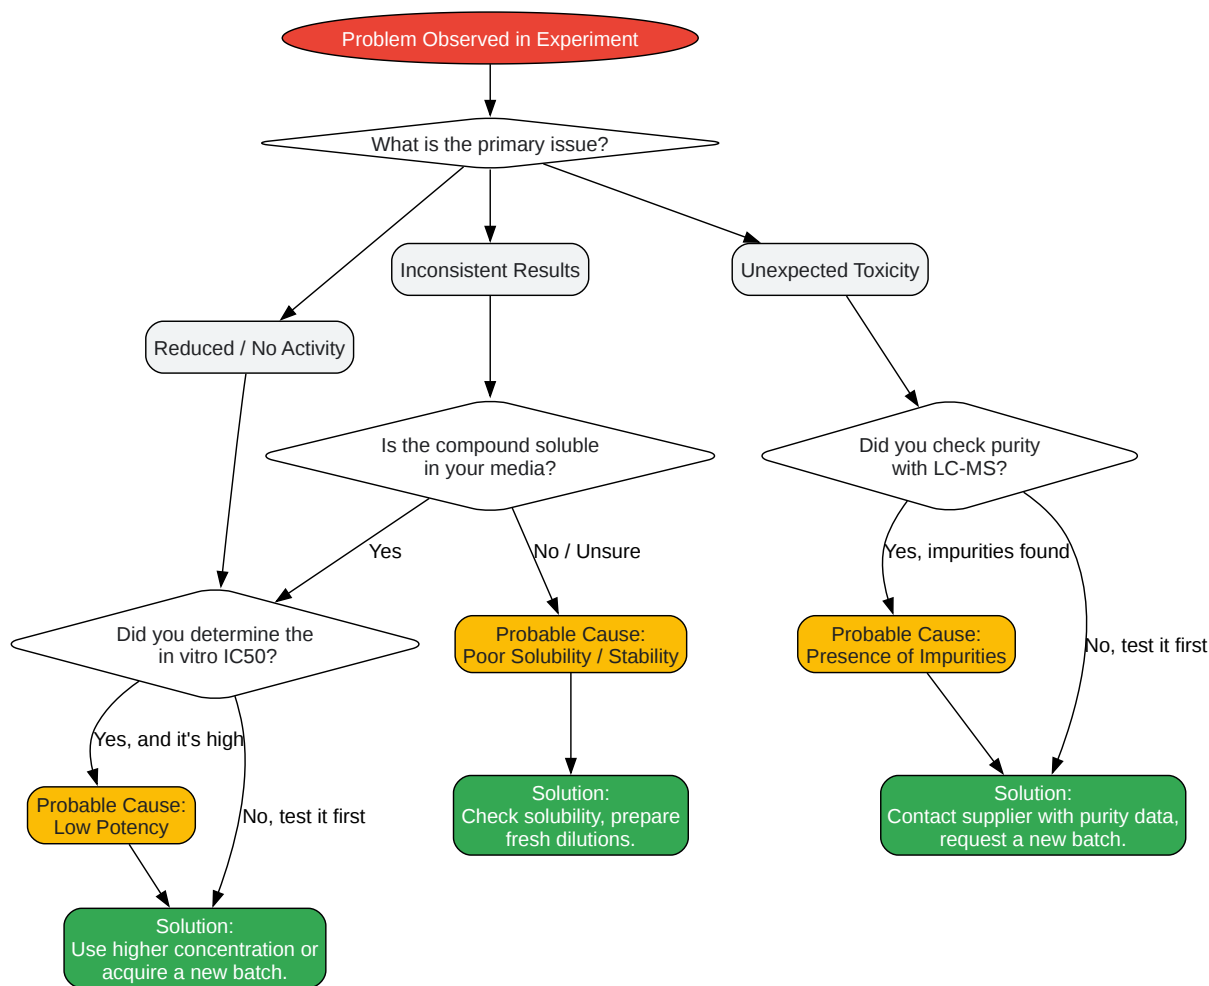 Problem Observed in Experiment
What is the primary issue?
Inconsistent Results
Unexpected Toxicity
Reduced / No Activity
Is the compound soluble
in your media?
Did you check purity
with LC-MS?
Yes
No / Unsure
Yes, impurities found
Did you determine the
in vitro IC50?
Probable Cause:
Poor Solubility / Stability
Probable Cause:
Presence of Impurities
No, test it first
Yes, and it's high
Probable Cause:
Low Potency
No, test it first
Solution:
Check solubility, prepare
fresh dilutions.
Solution:
Contact supplier with purity data,
request a new batch.
Solution:
Use higher concentration or
acquire a new batch.